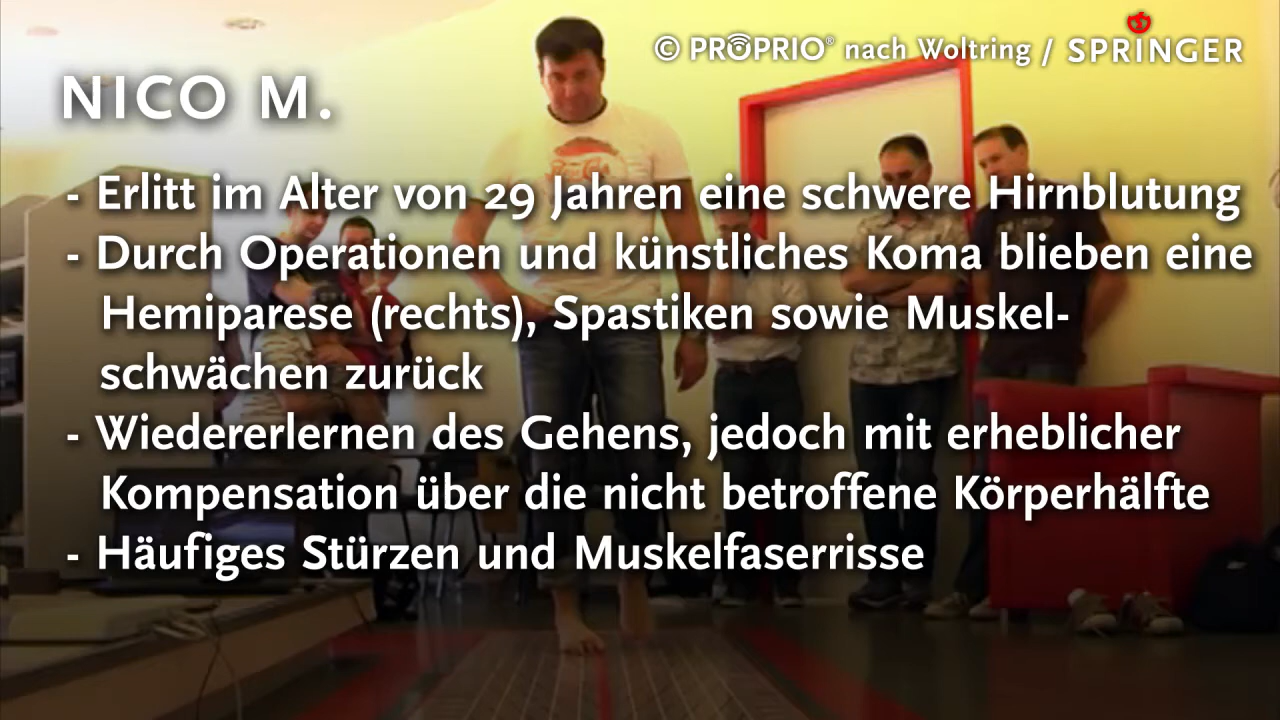 © PROPRIO® nach Woltring / SPRINGER
NICO M.
- Erlitt im Alter von 29 Jahren eine schwere Hirnblutung
- Durch Operationen und künstliches Koma blieben eine
Hemiparese (rechts), Spastiken sowie Muskel-
schwächen zurück
- Wiedererlernen des Gehens, jedoch mit erheblicher
Kompensation über die nicht betroffene Körperhälfte
- Häufiges Stürzen und Muskelfaserrisse